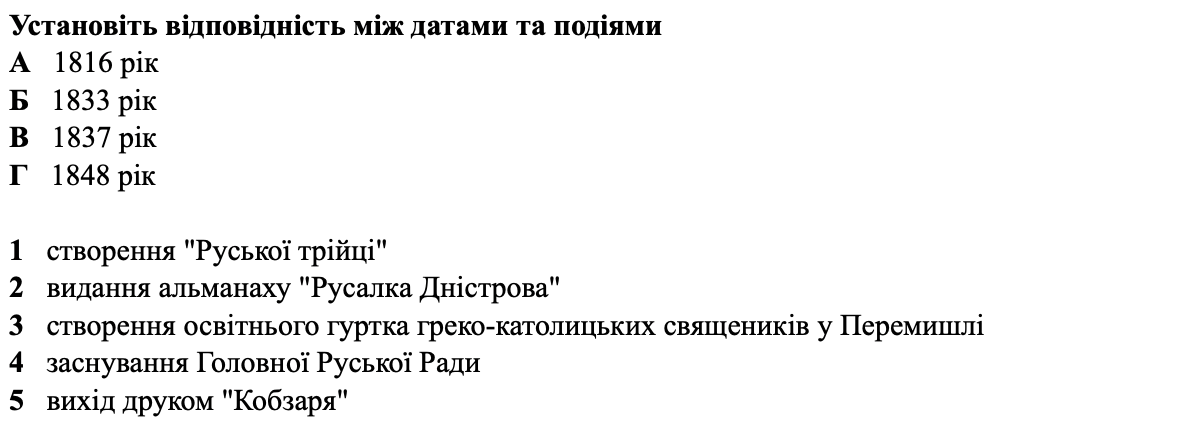 Установіть відповідність між датами та подіями
А 1816 рік
Б 1833 рік
В 1837 рік
Г 1848 рік
1 створення "Руської трійці"
2 видання альманаху "Русалка Дністрова"
3 створення освітнього гуртка греко-католицьких священиків у Перемишлі
4 заснування Головної Руської Ради
5 вихід друком "Кобзаря"